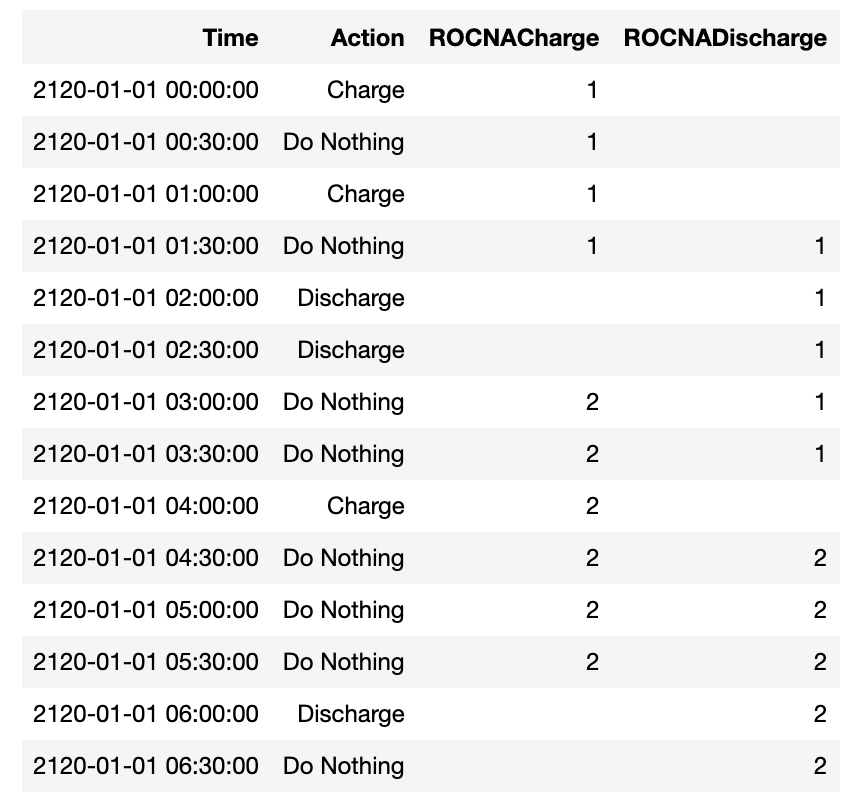 Time Action ROCNACharge ROCNADischarge
2120-01-01 00:00:00 Charge 1
2120-01-01 00:30:00 Do Nothing 1
2120-01-01 01:00:00 Charge 1
2120-01-01 01:30:00 Do Nothing 1 1
2120-01-01 02:00:00 Discharge 1
2120-01-01 02:30:00 Discharge 1
2120-01-01 03:00:00 Do Nothing 2 1
2120-01-01 03:30:00 Do Nothing 2 1
2120-01-01 04:00:00 Charge 2
2120-01-01 04:30:00 Do Nothing 2 2
2120-01-01 05:00:00 Do Nothing 2 2
2120-01-01 05:30:00 Do Nothing 2 2
2120-01-01 06:00:00 Discharge 2
2120-01-01 06:30:00 Do Nothing 2